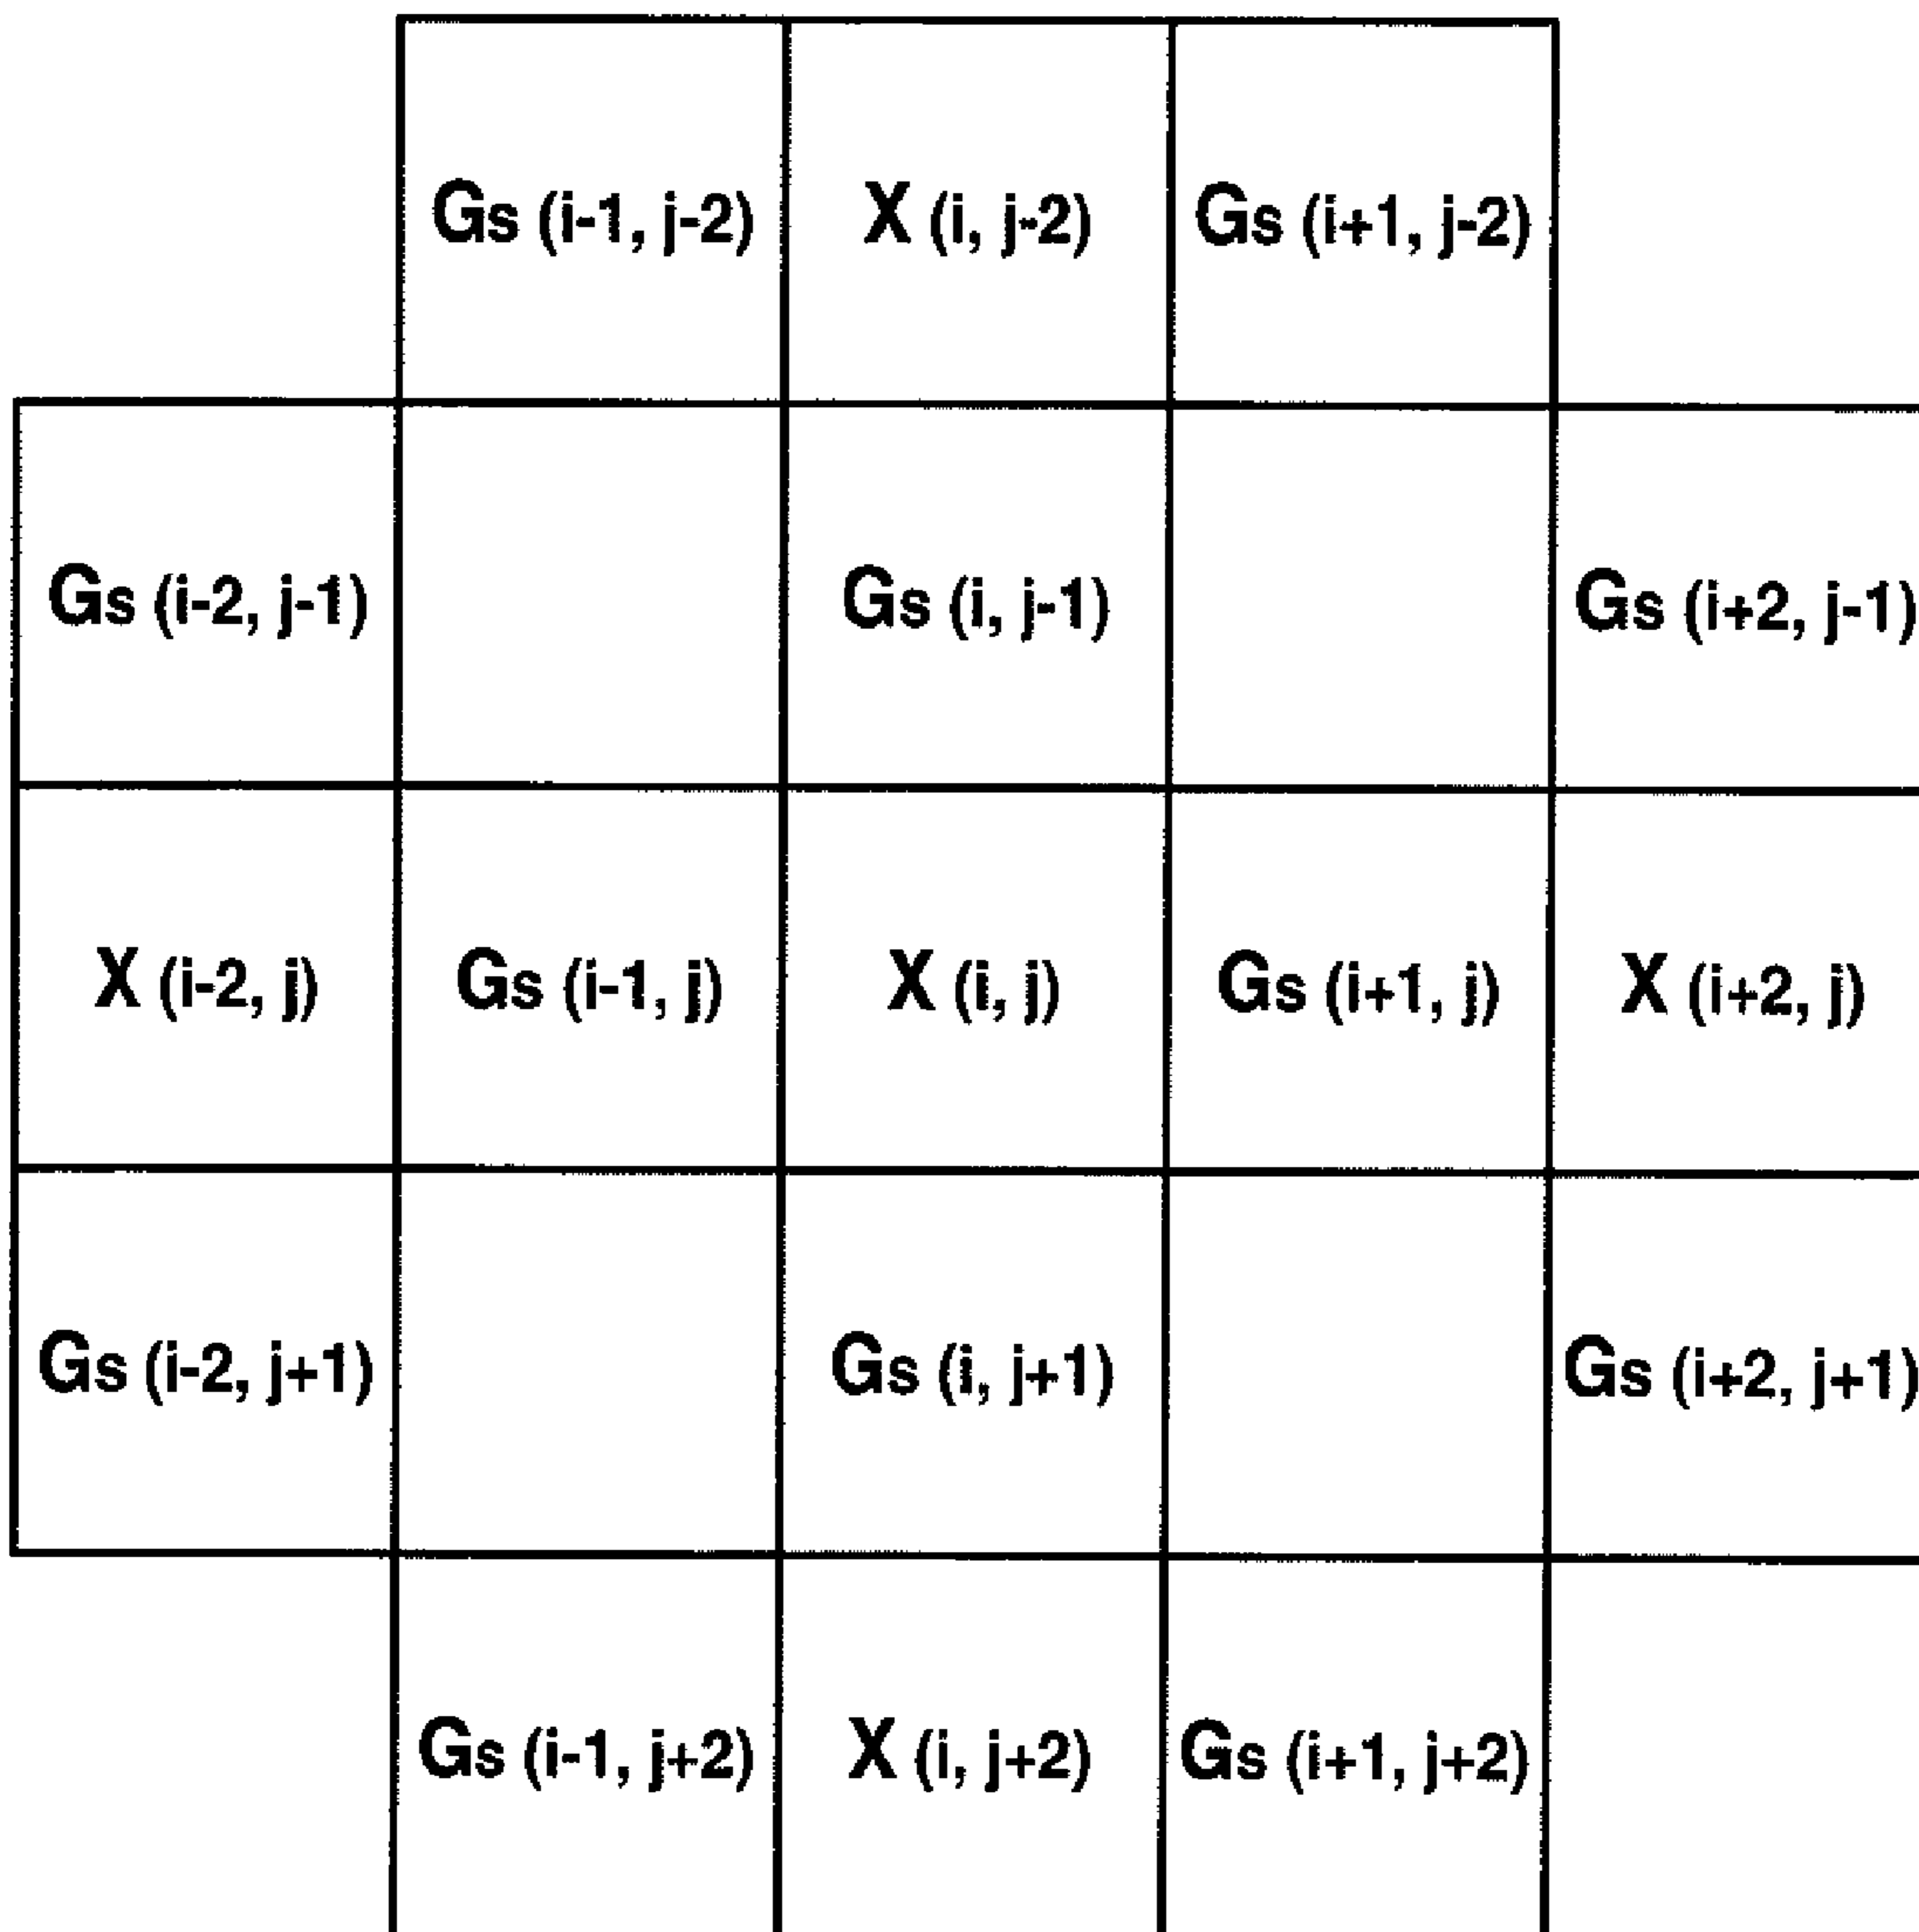 Gs (i-1, j-2) X (i, j-2) Gs (i+1, j-2)
Gs (i-2, j-1) Gs (i, j-1) Gs (i+2, j-1)
X (i-2, j) Gs (i-1, j) X (i, j) Gs (i+1, j) X (i+2, j)
Gs (i-2, j+1) Gs (i, j+1) Gs (i+2, j+1)
Gs (i-1, j+2) X (i, j+2) Gs (i+1, j+2)